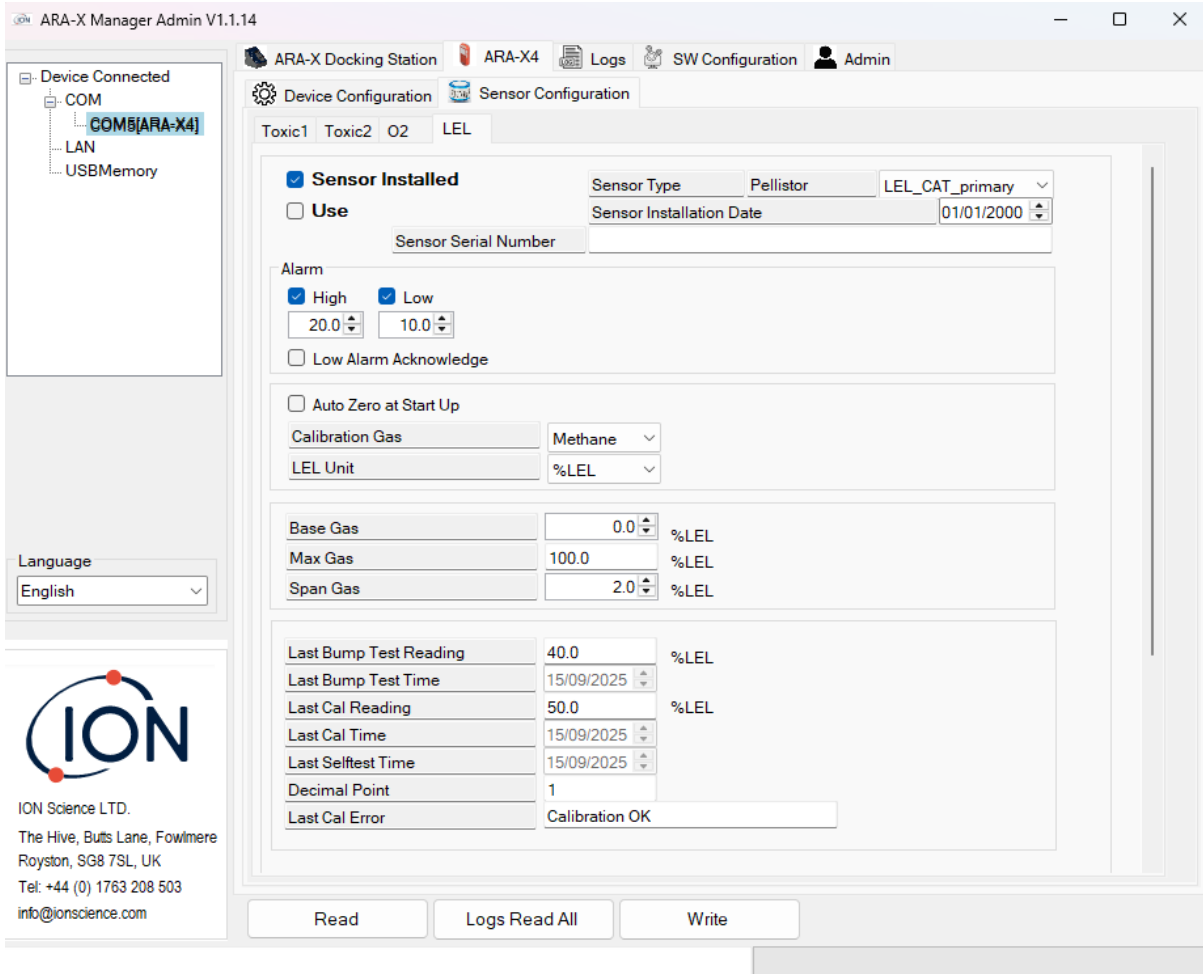 ION ARA-X Manager Admin V1.1.14
Device Connected
COM
COM5[ARA-X4]
LAN
USBMemory
Language
English
ION
ION Science LTD.
The Hive, Butts Lane, Fowlmere
Royston, SG8 7SL, UK
Tel: +44 (0) 1763 208 503
info@ionscience.com
ARA-X Docking Station ARA-X4 Logs SW Configuration Admin
Device Configuration Sensor Configuration
Toxic1 Toxic2 O2 LEL
Sensor Installed Sensor Type Pellistor LEL_CAT_primary
Use Sensor Installation Date 01/01/2000
Sensor Serial Number
Alarm
High Low
20.0 10.0
Low Alarm Acknowledge
Auto Zero at Start Up
Calibration Gas Methane
LEL Unit %LEL
Base Gas 0.0 %LEL
Max Gas 100.0 %LEL
Span Gas 2.0 %LEL
Last Bump Test Reading 40.0 %LEL
Last Bump Test Time 15/09/2025
Last Cal Reading 50.0 %LEL
Last Cal Time 15/09/2025
Last Selftest Time 15/09/2025
Decimal Point 1
Last Cal Error Calibration OK
Read Logs Read All Write